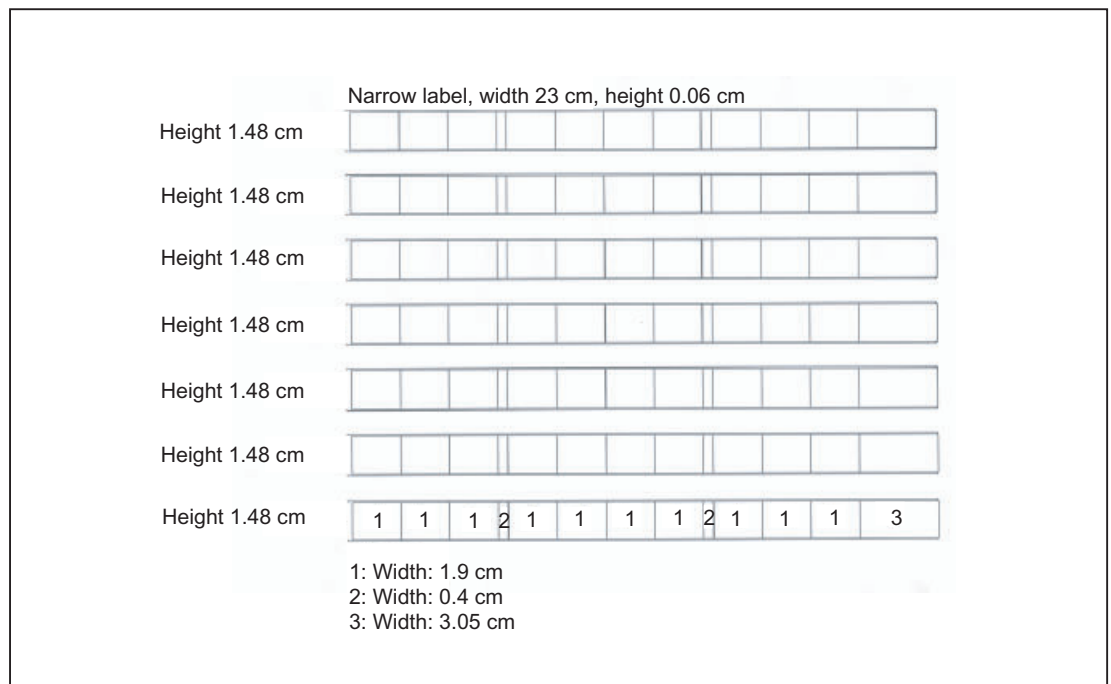 Narrow label, width 23 cm, height 0.06 cm
Height 1.48 cm
Height 1.48 cm
Height 1.48 cm
Height 1.48 cm
Height 1.48 cm
Height 1.48 cm
Height 1.48 cm 1 1 1 2 1 1 1 1 2 1 1 1 3
1: Width: 1.9 cm
2: Width: 0.4 cm
3: Width: 3.05 cm